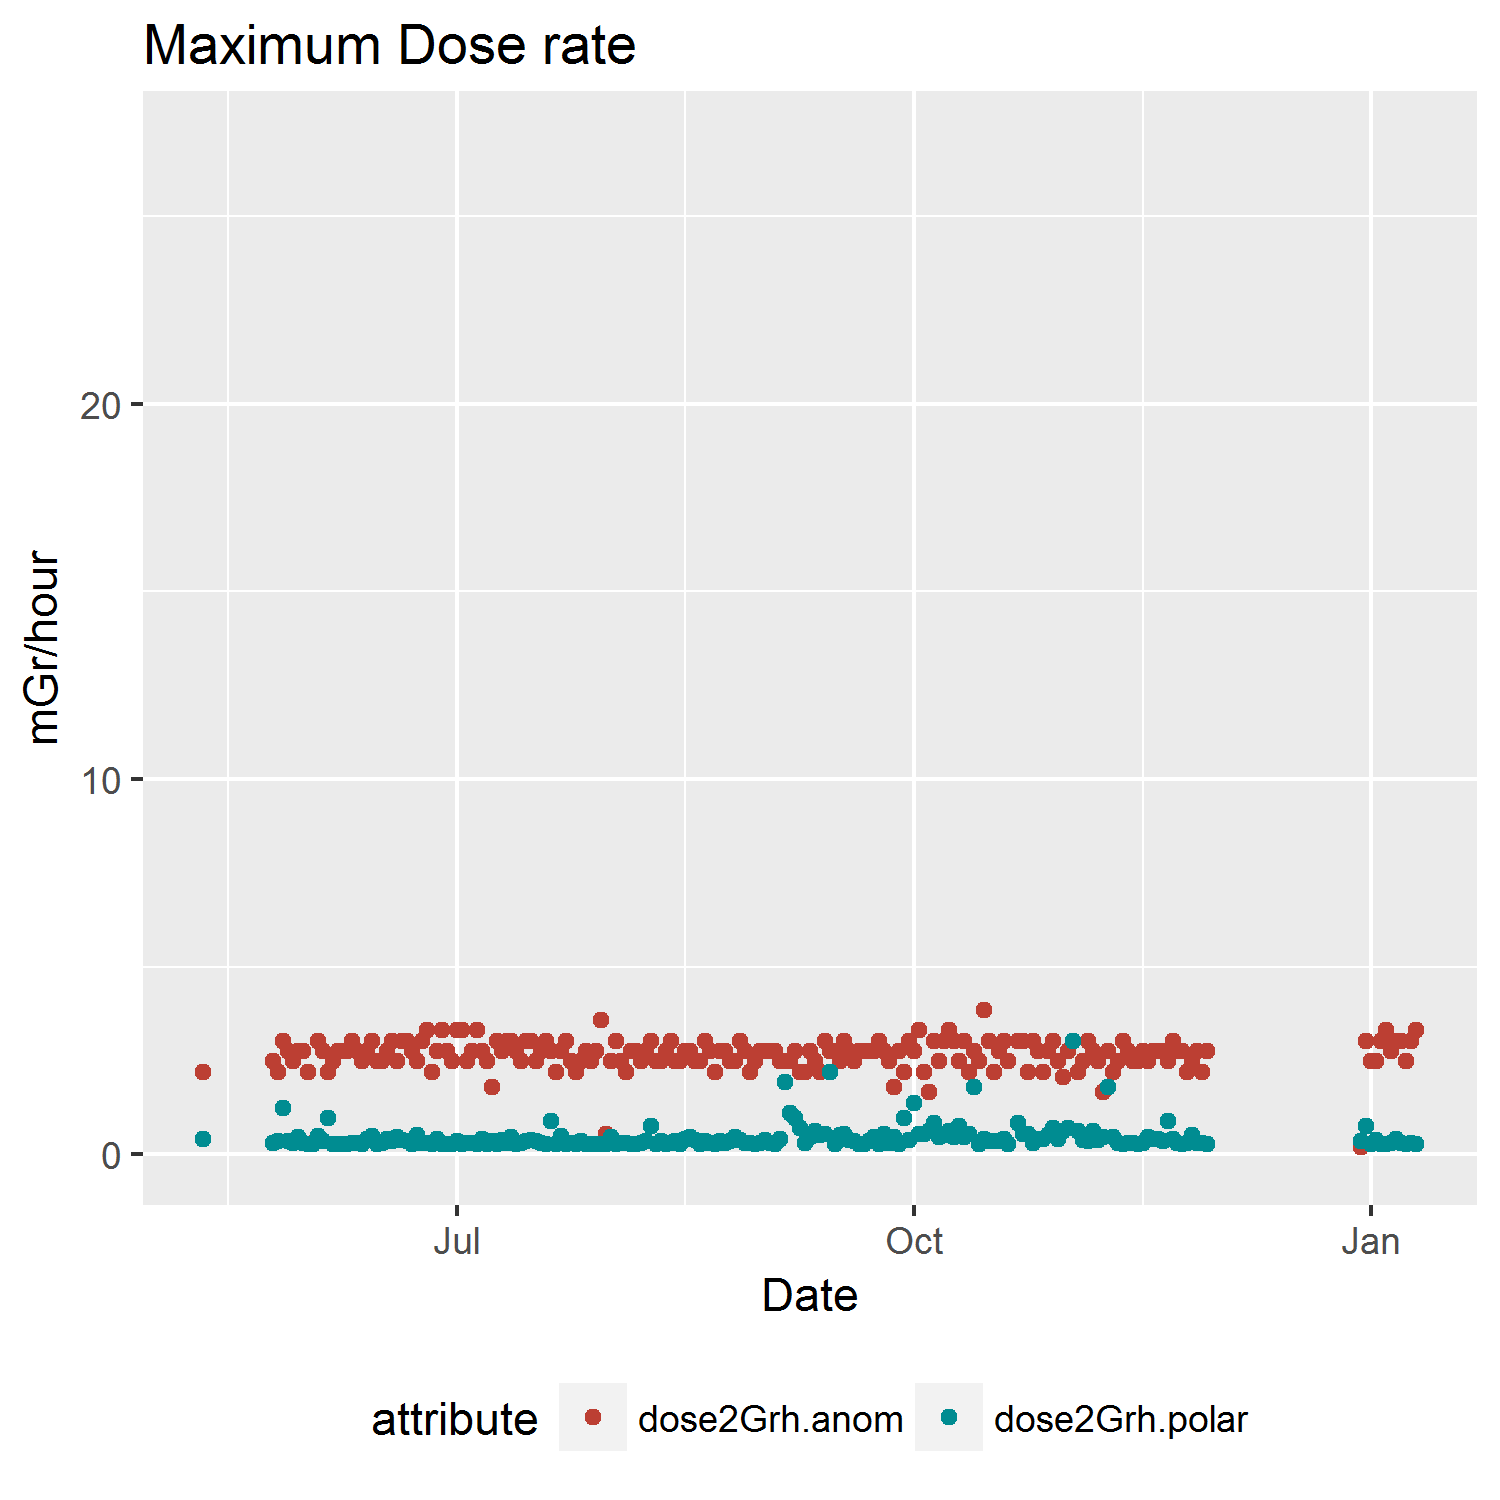 Maximum Dose rate
mGr/hour
20
10
0
Jul Oct Jan
Date
attribute dose2Grh.anom dose2Grh.polar